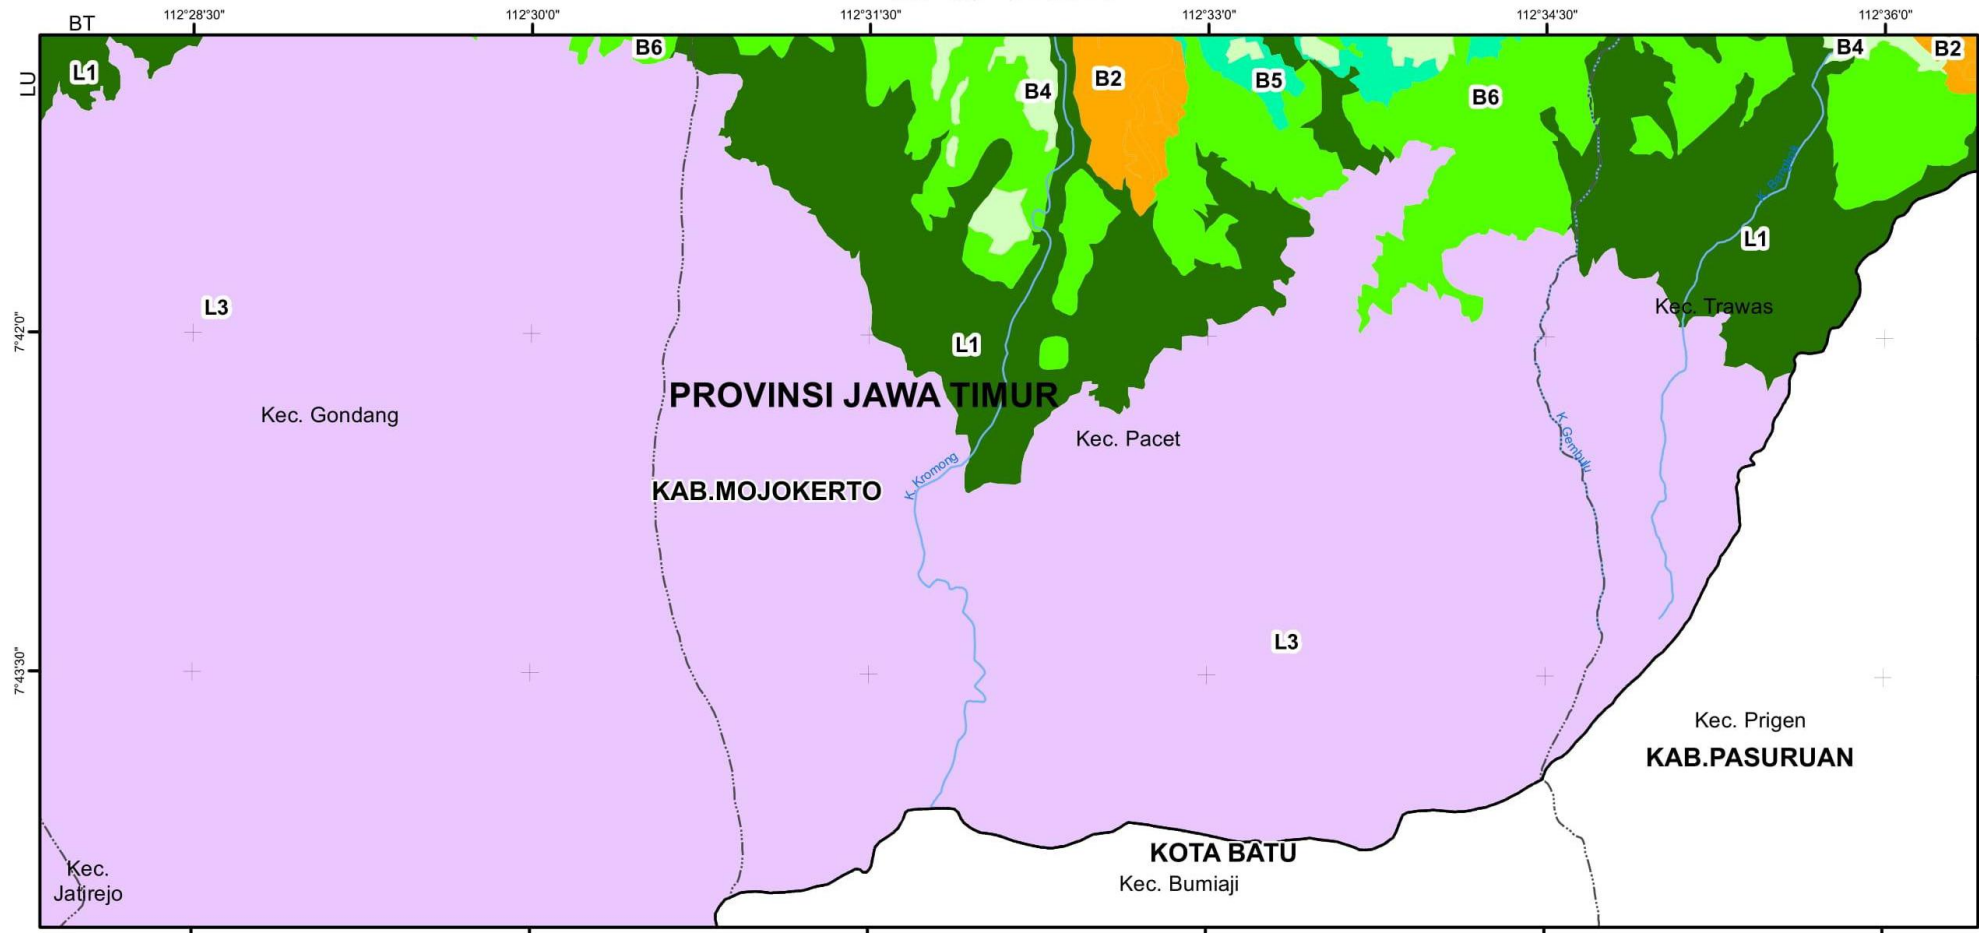 BT
112°28'30"
112°30'0"
112°31'30"
112°33'0"
112°34'30"
112°36'0"
LU
L1
B6
B4
B2
B5
B6
B4
B2
L1
L3
Kec. Trawas
7°42'0"
L1
PROVINSI JAWA TIMUR
Kec. Gondang
Kec. Pacet
K. Gembulu
K. Kromong
KAB.MOJOKERTO
L3
7°43'30"
Kec. Prigen
KAB.PASURUAN
KOTA BATU
Kec.
Jatirejo
Kec. Bumiaji